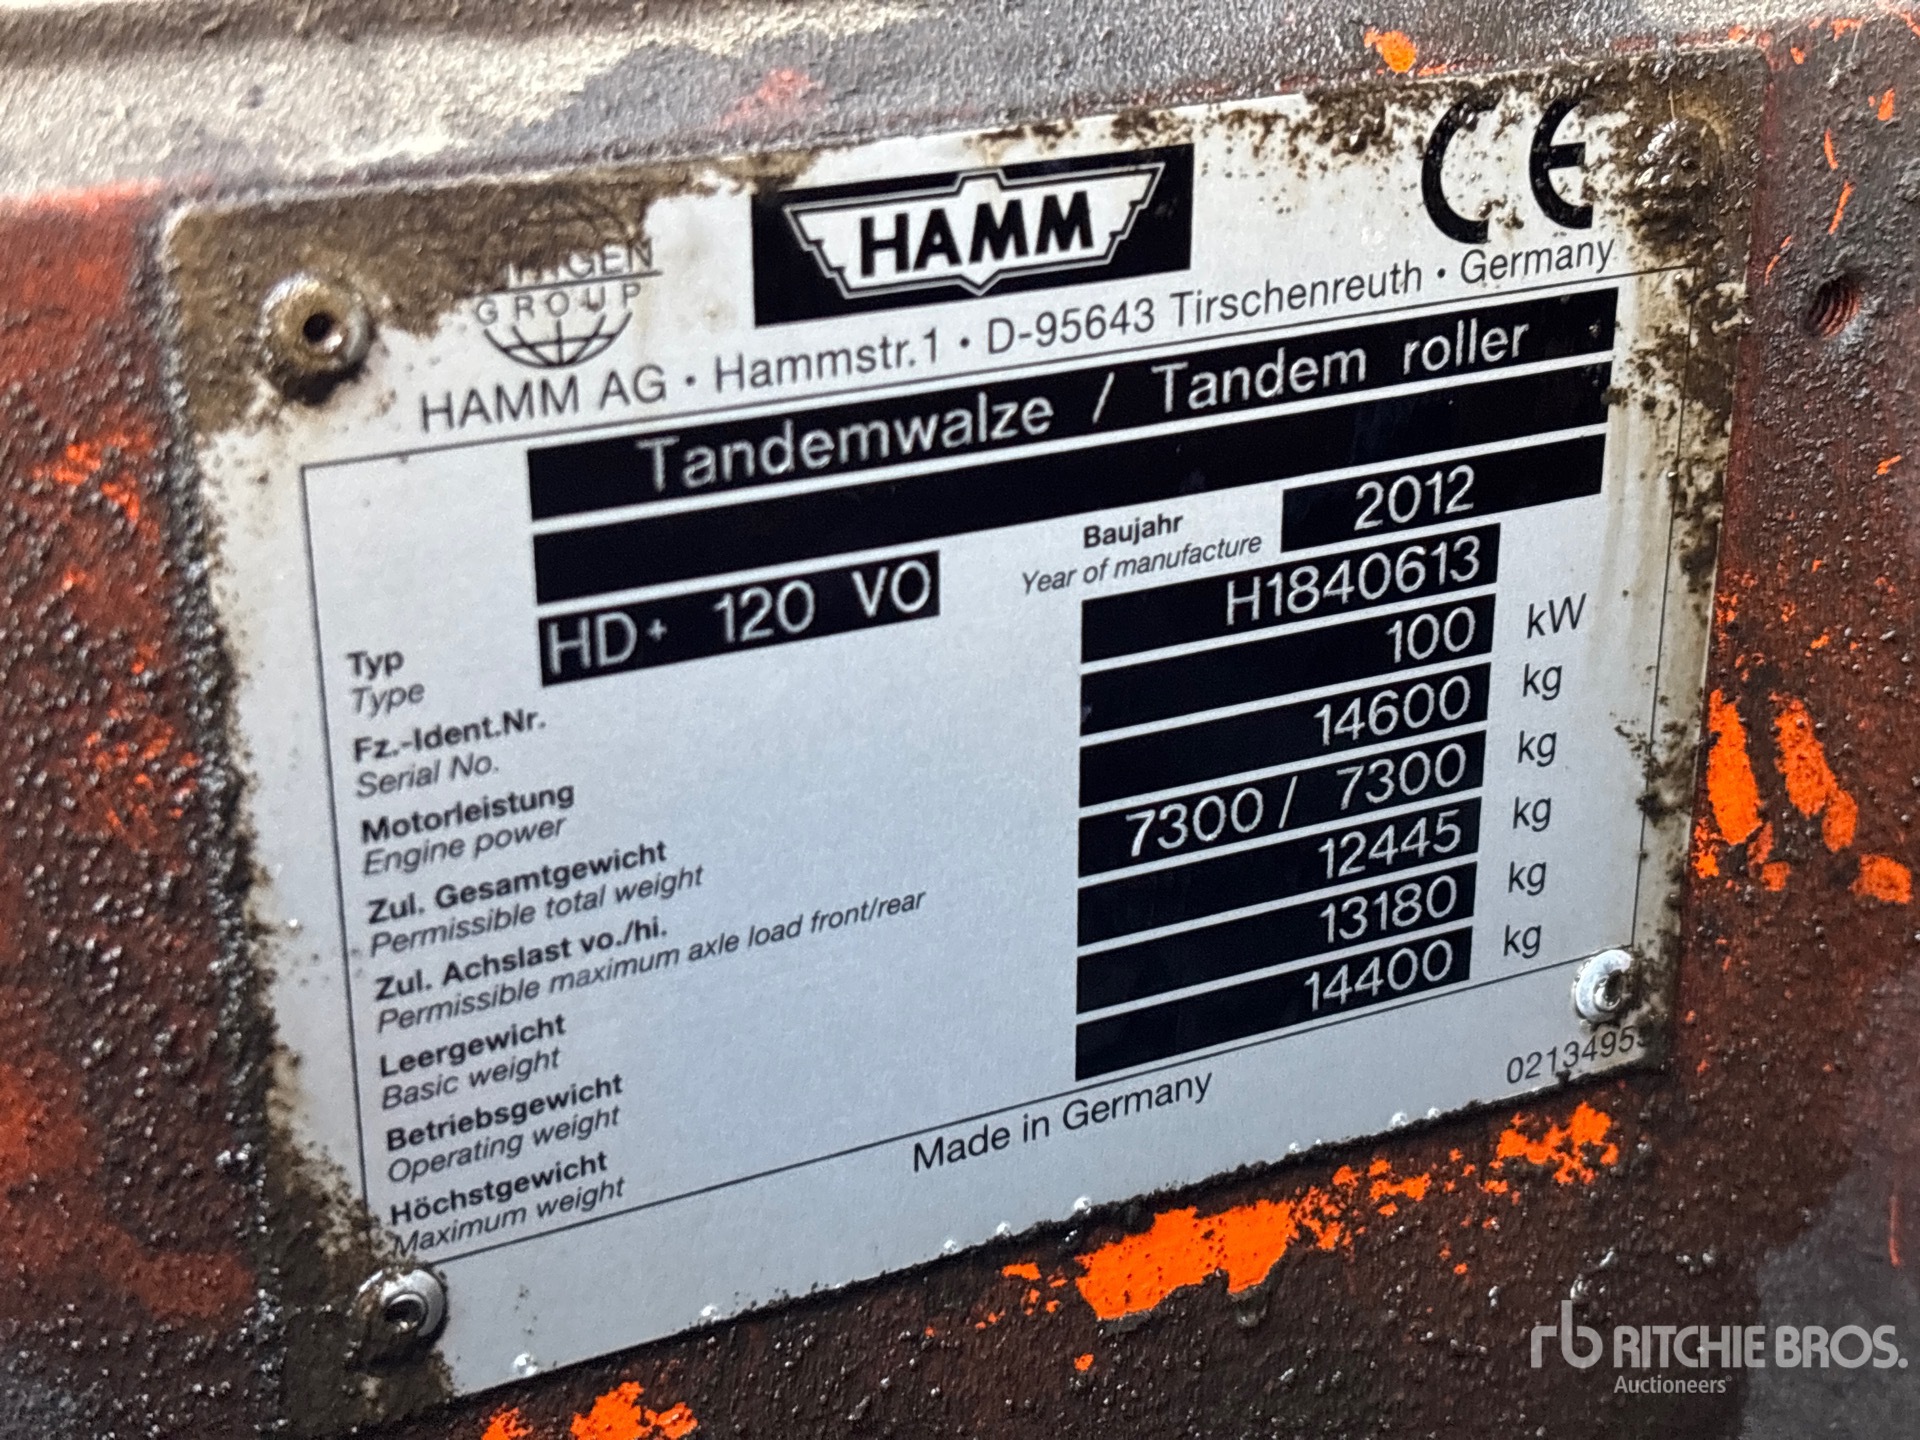 GROUP
HAMM
CE
HAMM AG · Hammstr.1 · D-95643 Tirschenreuth · Germany
Tandemwalze / Tandem roller
Baujahr
Year of manufacture
2012
Typ
Type
HD+ 120 VO
Fz.-Ident.Nr.
Serial No.
H1840613
Motorleistung
Engine power
100 kW
Zul. Gesamtgewicht
Permissible total weight
14600 kg
Zul. Achslast vo./hi.
Permissible maximum axle load front/rear
7300 / 7300 kg
Leergewicht
Basic weight
12445 kg
Betriebsgewicht
Operating weight
13180 kg
Höchstgewicht
Maximum weight
14400 kg
Made in Germany
rb RITCHIE BROS.
Auctioneers